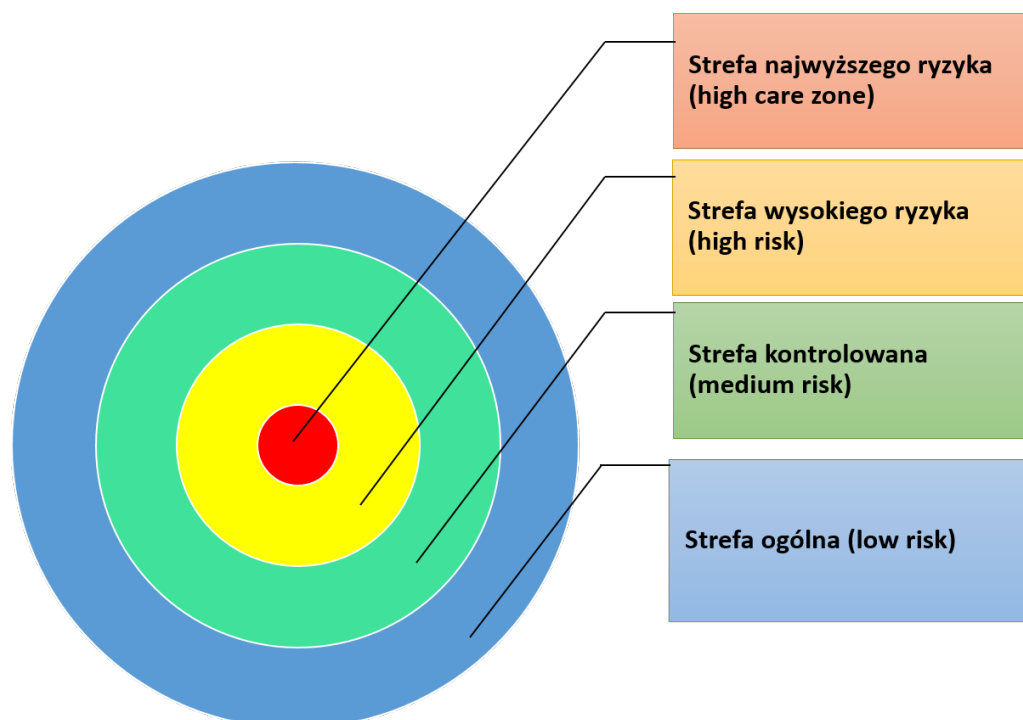 Strefa najwyższego ryzyka
(high care zone)
Strefa wysokiego ryzyka
(high risk)
Strefa kontrolowana
(medium risk)
Strefa ogólna (low risk)